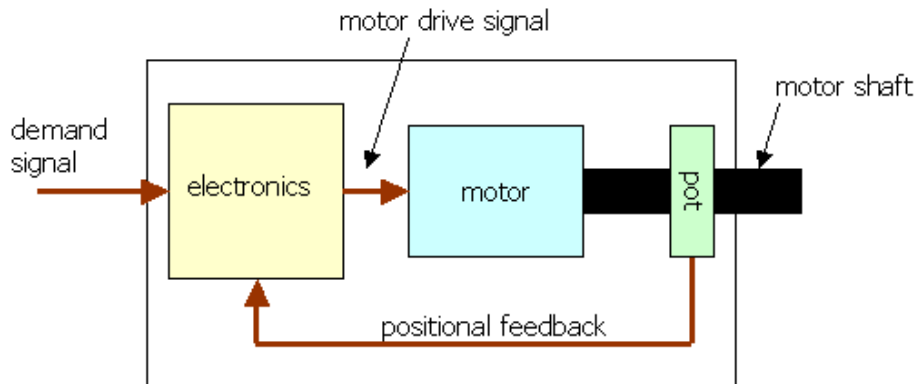 motor drive signal
motor shaft
demand
signal
electronics
motor
pot
positional feedback